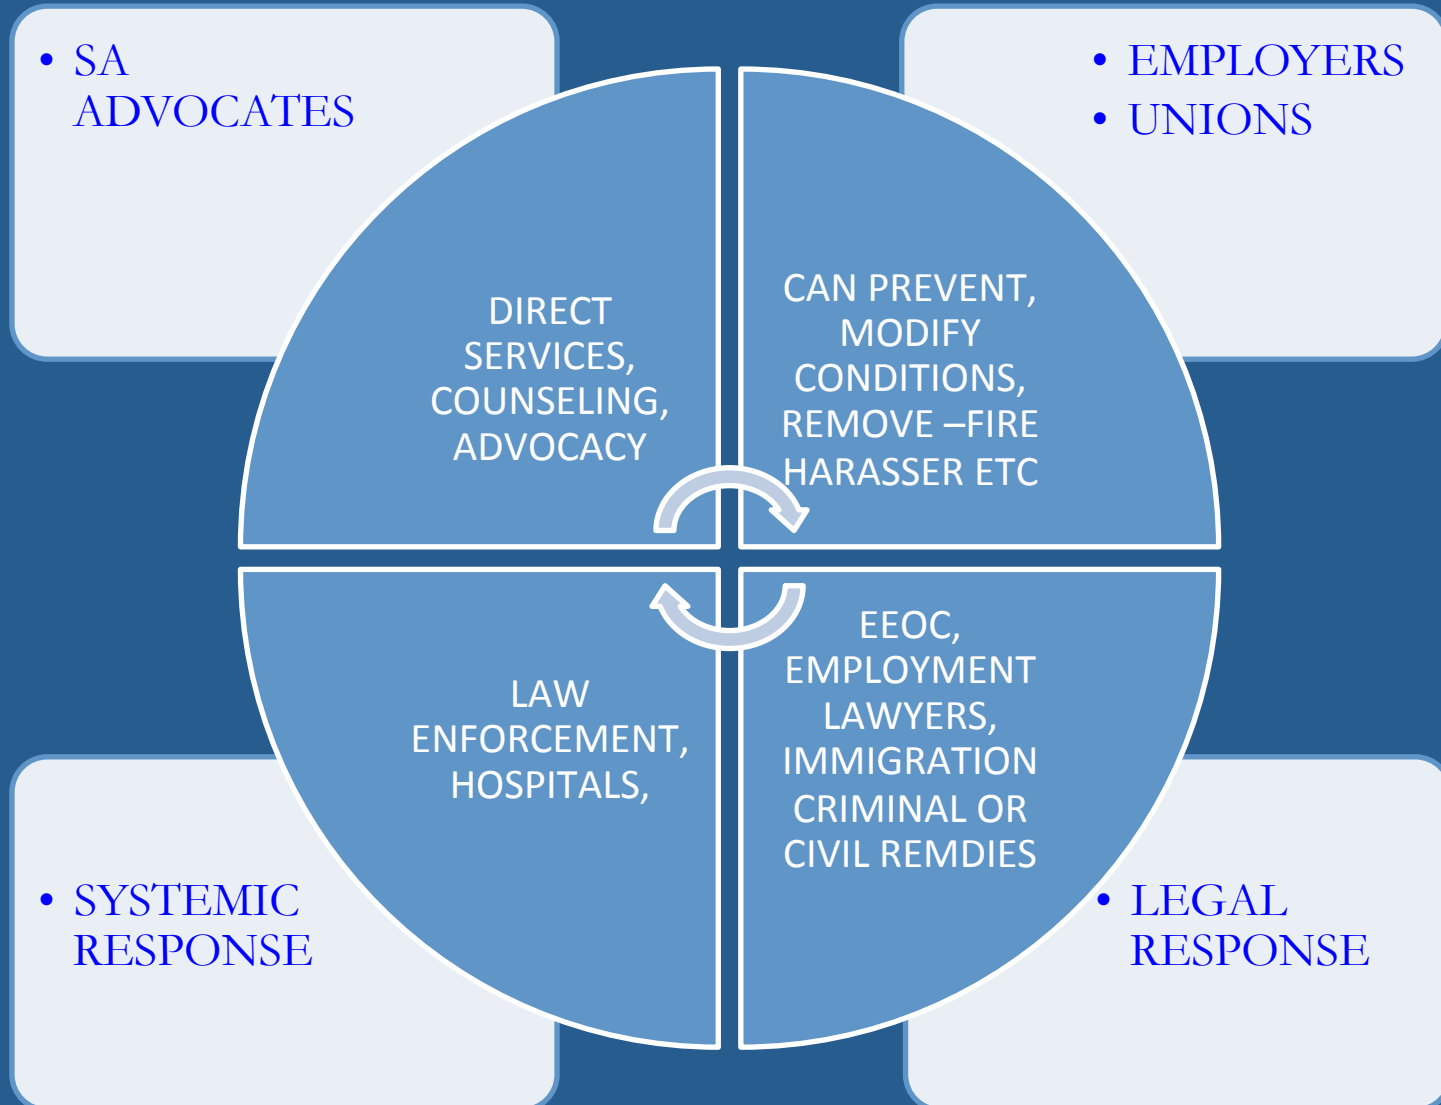 • SA
ADVOCATES
• EMPLOYERS
• UNIONS
DIRECT
SERVICES,
COUNSELING,
ADVOCACY
CAN PREVENT,
MODIFY
CONDITIONS,
REMOVE –FIRE
HARASSER ETC
LAW
ENFORCEMENT,
HOSPITALS,
EEOC,
EMPLOYMENT
LAWYERS,
IMMIGRATION
CRIMINAL OR
CIVIL REMDIES
• SYSTEMIC
RESPONSE
• LEGAL
RESPONSE